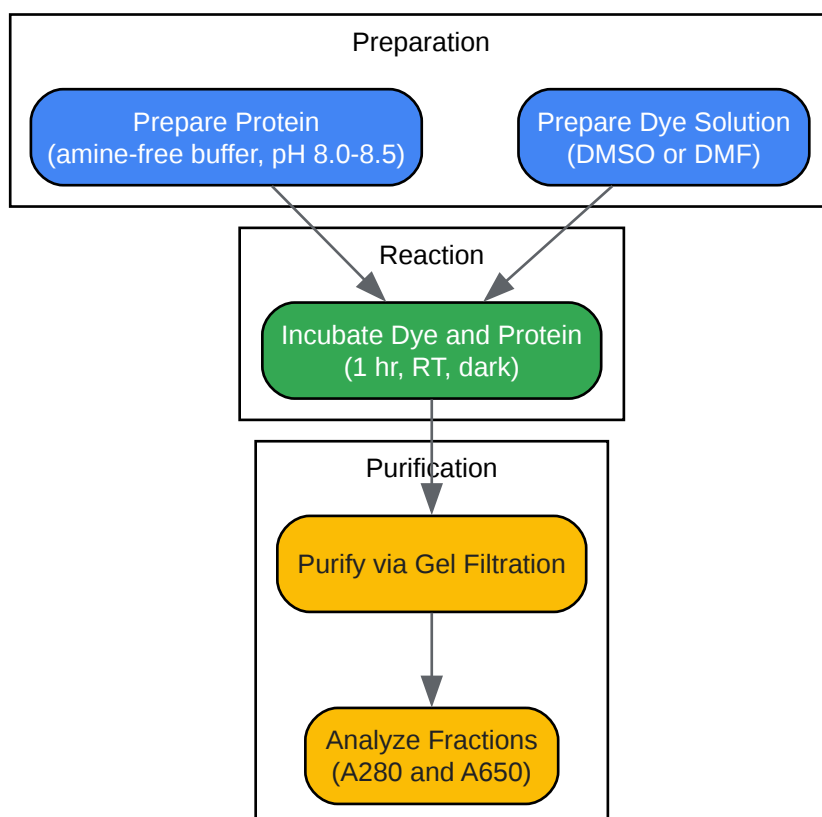 Preparation
Prepare Protein
(amine-free buffer, pH 8.0-8.5)
Prepare Dye Solution
(DMSO or DMF)
Reaction
Incubate Dye and Protein
(1 hr, RT, dark)
Purification
Purify via Gel Filtration
Analyze Fractions
(A280 and A650)